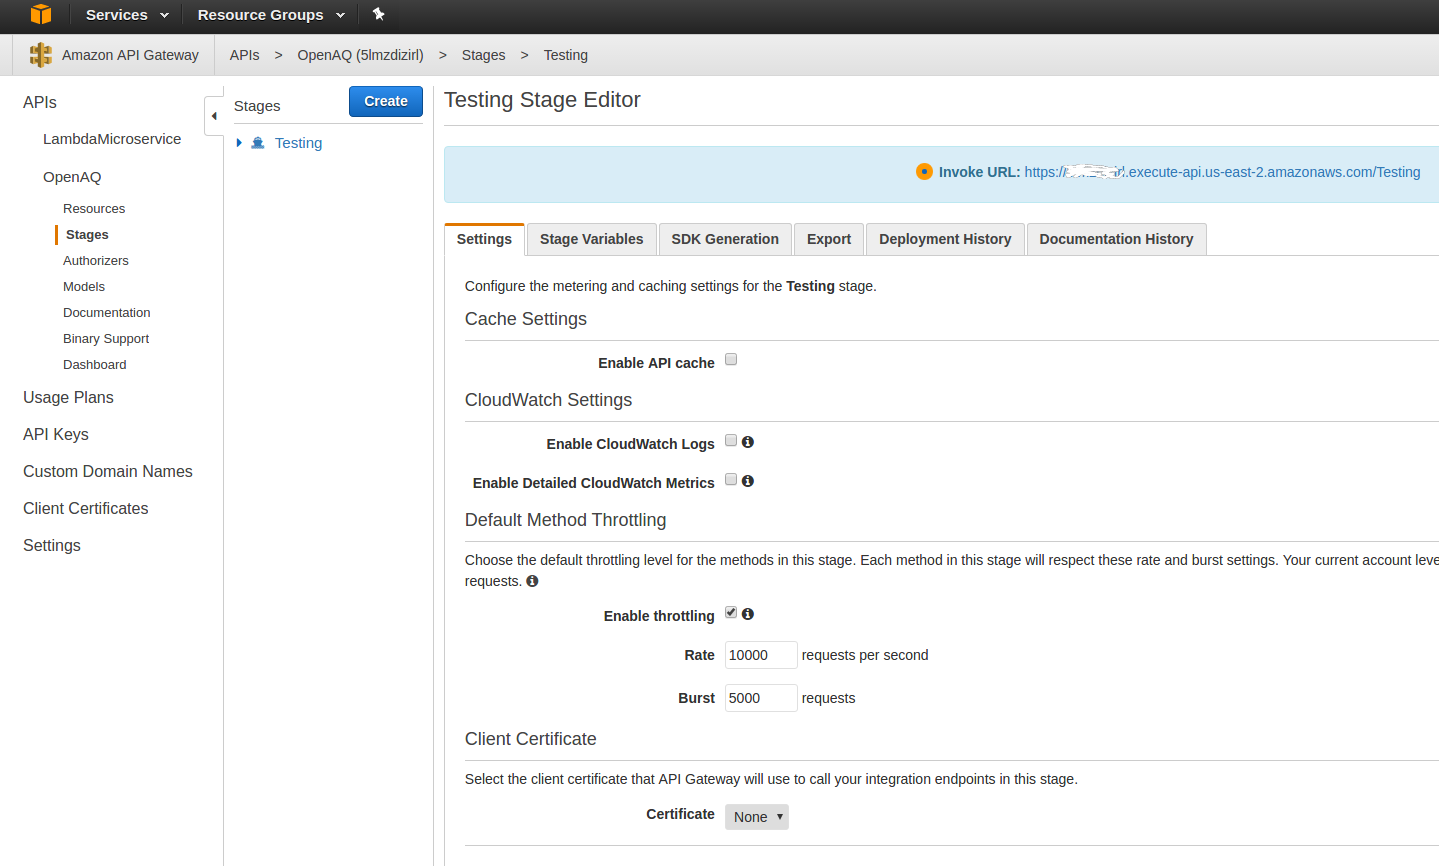 Services Resource Groups
Amazon API Gateway APIs > OpenAQ (5lmzdizirl) > Stages > Testing
APIs
LambdaMicroservice
OpenAQ
Resources
Stages
Authorizers
Models
Documentation
Binary Support
Dashboard
Usage Plans
API Keys
Custom Domain Names
Client Certificates
Settings
Stages Create
Testing
Testing Stage Editor
Invoke URL: https:// .execute-api.us-east-2.amazonaws.com/Testing
Settings Stage Variables SDK Generation Export Deployment History Documentation History
Configure the metering and caching settings for the Testing stage.
Cache Settings
Enable API cache
CloudWatch Settings
Enable CloudWatch Logs
Enable Detailed CloudWatch Metrics
Default Method Throttling
Choose the default throttling level for the methods in this stage. Each method in this stage will respect these rate and burst settings. Your current account leve
requests.
Enable throttling
Rate 10000 requests per second
Burst 5000 requests
Client Certificate
Select the client certificate that API Gateway will use to call your integration endpoints in this stage.
Certificate None